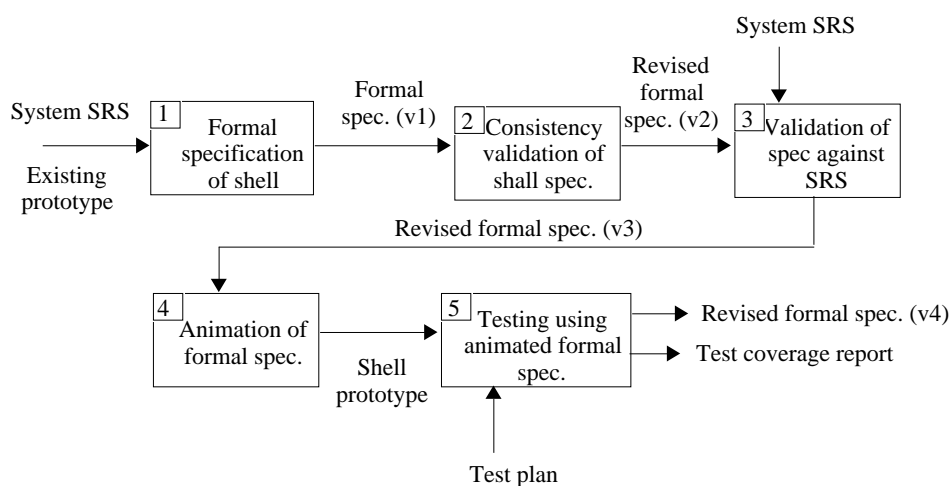 System SRS
Formal
spec. (v1)
Revised
formal
spec. (v2)
System SRS
Existing
prototype
1
Formal
specification
of shell
2
Consistency
validation of
shall spec.
3
Validation of
spec against
SRS
Revised formal spec. (v3)
4
Animation of
formal spec.
Shell
prototype
5
Testing using
animated formal
spec.
Revised formal spec. (v4)
Test coverage report
Test plan